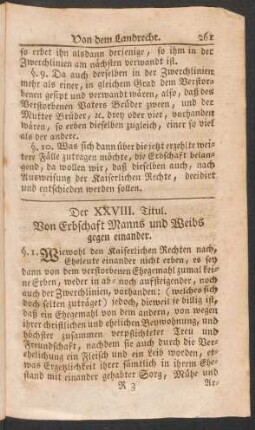 Von dem Landrecht. 261
so erbet ihn alsdann derjenige, so ihm in der
Zwerchlinien am nächsten verwandt ist.
§. 9. Da auch derselben in der Zwerchlinien
mehr als einer, in gleichem Grad dem Verstor-
benen gesipt und verwandt wären, also, daß des
Verstorbenen Vaters Brüder zween, und der
Mutter Brüder, ꝛc. drey oder vier, vorhanden
wären, so erben dieselben zugleich, einer so viel
als der andere.
§. 10. Was sich dann über die jetzt erzehlte wei-
tere Fälle zutragen möchte, die Erbschaft belan-
gend, da wollen wir, daß dieselben auch, nach
Ausweisung der Kaiserlichen Rechte, decidirt
und entschieden werden sollen.
Der XXVIII. Titul.
Von Erbschaft Manns und Weibs
gegen einander.
§. 1. Wiewohl den Kaiserlichen Rechten nach,
Eheleute einander nicht erben, es sey
dann von dem verstorbenen Ehegemahl zumal kei-
ne Erben, weder in ab- noch aufsteigender, noch
auch der Zwerchlinien, vorhanden: (welches sich
doch selten zuträget) jedoch, dieweil je billig ist,
daß ein Ehegemahl von dem andern, von wegen
ihrer christlichen und ehelichen Beywohnung, und
höchster zusammen verpflichteter Treu und
Freundschaft, nachdem sie auch durch die Ver-
ehelichung ein Fleisch und ein Leib worden, et-
was Ergetzlichkeit ihrer sämtlich in ihrem Ehe-
stand mit einander gehabter Sorg, Mühe und
R 3 Ar-